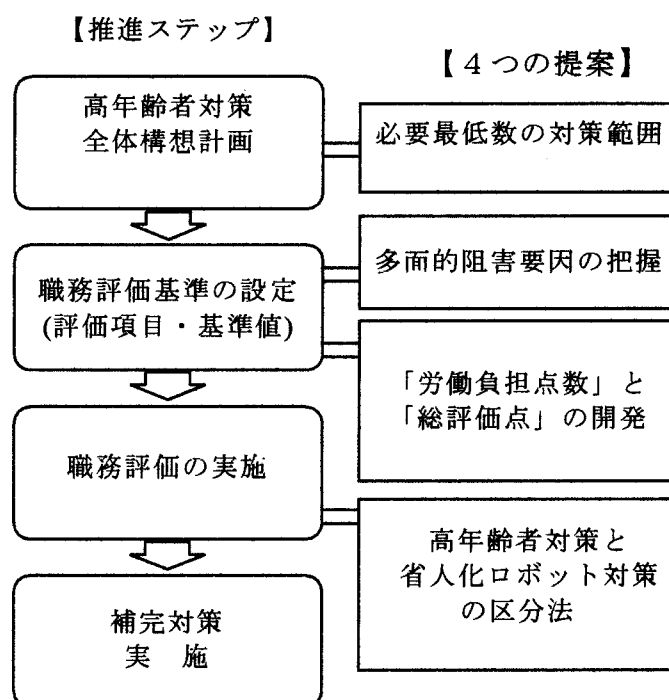 【推進ステップ】
【４つの提案】
高年齢者対策
全体構想計画
必要最低数の対策範囲
職務評価基準の設定
(評価項目・基準値)
多面的阻害要因の把握
「労働負担点数」と
「総評価点」の開発
職務評価の実施
高年齢者対策と
省人化ロボット対策
の区分法
補完対策
実　施